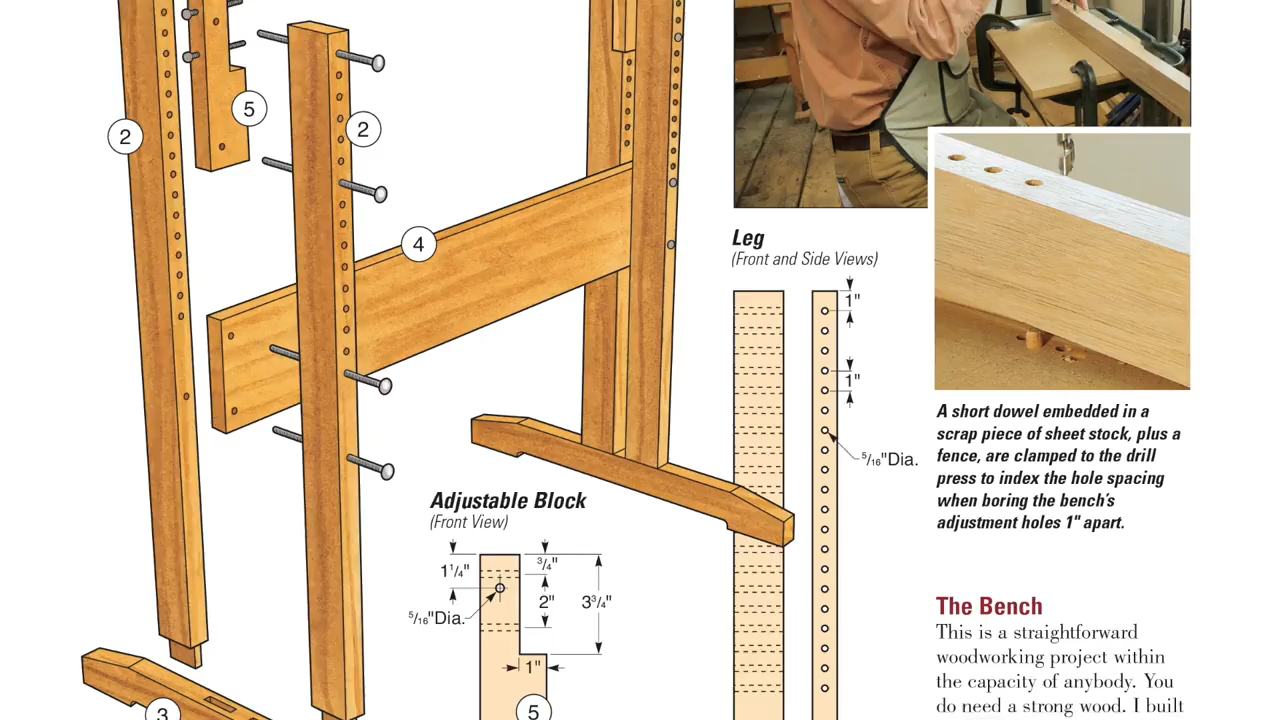 5
2
2
4
Leg
(Front and Side Views)
1"
1"
5/16"Dia.
A short dowel embedded in a
scrap piece of sheet stock, plus a
fence, are clamped to the drill
press to index the hole spacing
when boring the bench’s
adjustment holes 1" apart.
Adjustable Block
(Front View)
3/4"
1 1/4"
2"
3 3/4"
5/16"Dia.
1"
5
3
The Bench
This is a straightforward
woodworking project within
the capacity of anybody. You
do need a strong wood. I built